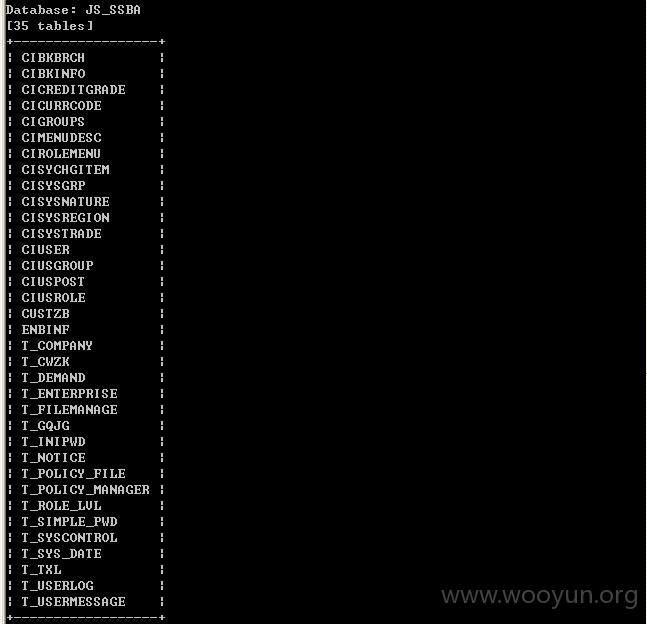 Database: JS_SSBA
[35 tables]
+------------------+
¦ CIBKBRCH ¦
¦ CIBKINFO ¦
¦ CICREDITGRADE ¦
¦ CICURRCODE ¦
¦ CIGROUPS ¦
¦ CIMENUDESC ¦
¦ CIROLEMENU ¦
¦ CISYCHGITEM ¦
¦ CISYSGRP ¦
¦ CISYSNATURE ¦
¦ CISYSREGION ¦
¦ CISYSTRADE ¦
¦ CIUSER ¦
¦ CIUSGROUP ¦
¦ CIUSPOST ¦
¦ CIUSROLE ¦
¦ CUSTZB ¦
¦ ENBINF ¦
¦ T_COMPANY ¦
¦ T_CWZK ¦
¦ T_DEMAND ¦
¦ T_ENTERPRISE ¦
¦ T_FILEMANAGE ¦
¦ T_GQJG ¦
¦ T_INIPWD ¦
¦ T_NOTICE ¦
¦ T_POLICY_FILE ¦
¦ T_POLICY_MANAGER ¦
¦ T_ROLE_LVL ¦
¦ T_SIMPLE_PWD ¦
¦ T_SYSCONTROL ¦
¦ T_SYS_DATE ¦
¦ T_TXL ¦
¦ T_USERLOG ¦
¦ T_USERMESSAGE ¦
+------------------+
www.wooyun.org